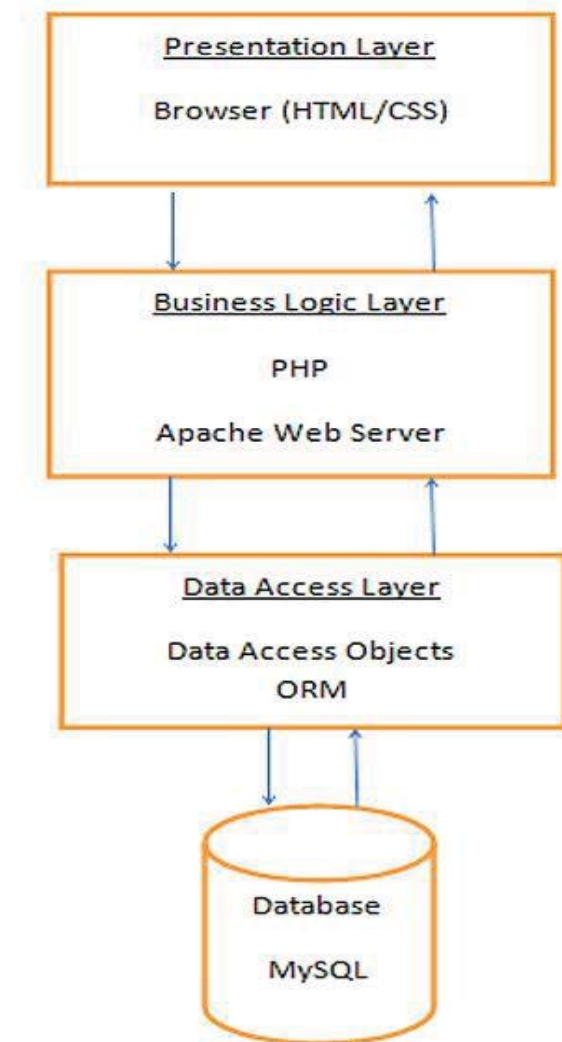 Presentation Layer
Browser (HTML/CSS)
Business Logic Layer
PHP
Apache Web Server
Data Access Layer
Data Access Objects
ORM
Database
MySQL